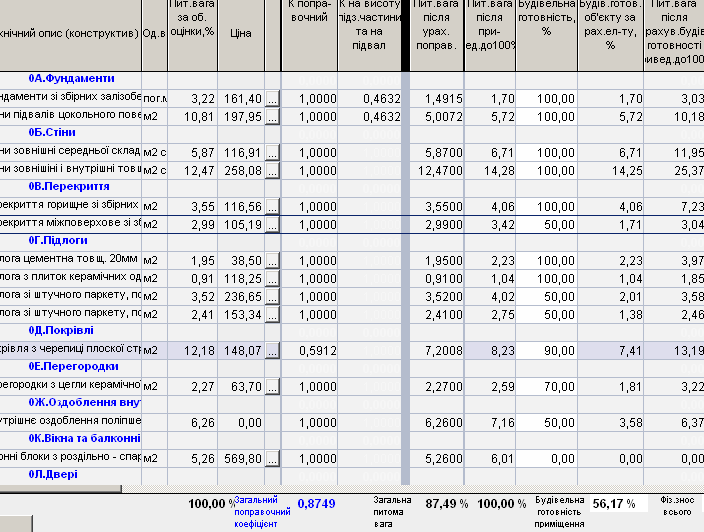 Пит.вага за об. оцінки,% К попра- вочний К на висоту підз.частини та на підвал Пит.вага після урах. поправ. Пит.вага після при- ед.до100% Будівельна готовність, % Будів.готов. об'єкту за рах.ел-ту, % Пит.вага після рахув.будів готовності ривед.до100
хнічний опис (конструктив) Од.в Ціна
0А.Фундаменти
ндаменти зі збірних залізобе пог.м 3,22 161,40 ... 1,0000 0,4632 1,4915 1,70 100,00 1,70 3,03
ни підвалів цокольного пове м2 10,81 197,95 ... 1,0000 0,4632 5,0072 5,72 100,00 5,72 10,18
0Б.Стіни
ни зовнішні середньої склад м2 с 5,87 116,91 ... 1,0000 5,8700 6,71 100,00 6,71 11,95
ни зовнішіні і внутрішні товщ м2 с 12,47 258,08 ... 1,0000 12,4700 14,28 100,00 14,25 25,37
0В.Перекриття
рекриття горищне зі збірних м2 3,55 116,56 ... 1,0000 3,5500 4,06 100,00 4,06 7,23
рекриття міжповерхове зі зб м2 2,99 105,19 ... 1,0000 2,9900 3,42 50,00 1,71 3,04
0Г.Підлоги
лога цементна товщ. 20мм м2 1,95 38,50 ... 1,0000 1,9500 2,23 100,00 2,23 3,97
лога з плиток керамічних од м2 0,91 118,25 ... 1,0000 0,9100 1,04 100,00 1,04 1,85
лога зі штучного паркету, по м2 3,52 236,65 ... 1,0000 3,5200 4,02 50,00 2,01 3,58
лога зі штучного паркету, по м2 2,41 153,34 ... 1,0000 2,4100 2,75 50,00 1,38 2,46
0Д.Покрівлі
крівля з черепиці плоскої стр м2 12,18 148,07 ... 0,5912 7,2008 8,23 90,00 7,41 13,19
0Е.Перегородки
регородки з цегли керамічно м2 2,27 63,70 ... 1,0000 2,2700 2,59 70,00 1,81 3,22
0Ж.Оздоблення внут
утрішнє оздоблення поліпше 6,26 0,00 1,0000 6,2600 7,16 50,00 3,58 6,37
0К.Вікна та балконні
онні блоки з роздільно - спар м2 5,26 569,80 ... 1,0000 5,2600 6,01 0,00 0,00 0,00
0Л.Двері
100,00 % Загальний поправочний коефіцієнт 0,8749 Загальна питома вага 87,49 % 100,00 % Будівельна готовність приміщення 56,17 % Фіз.знос всього